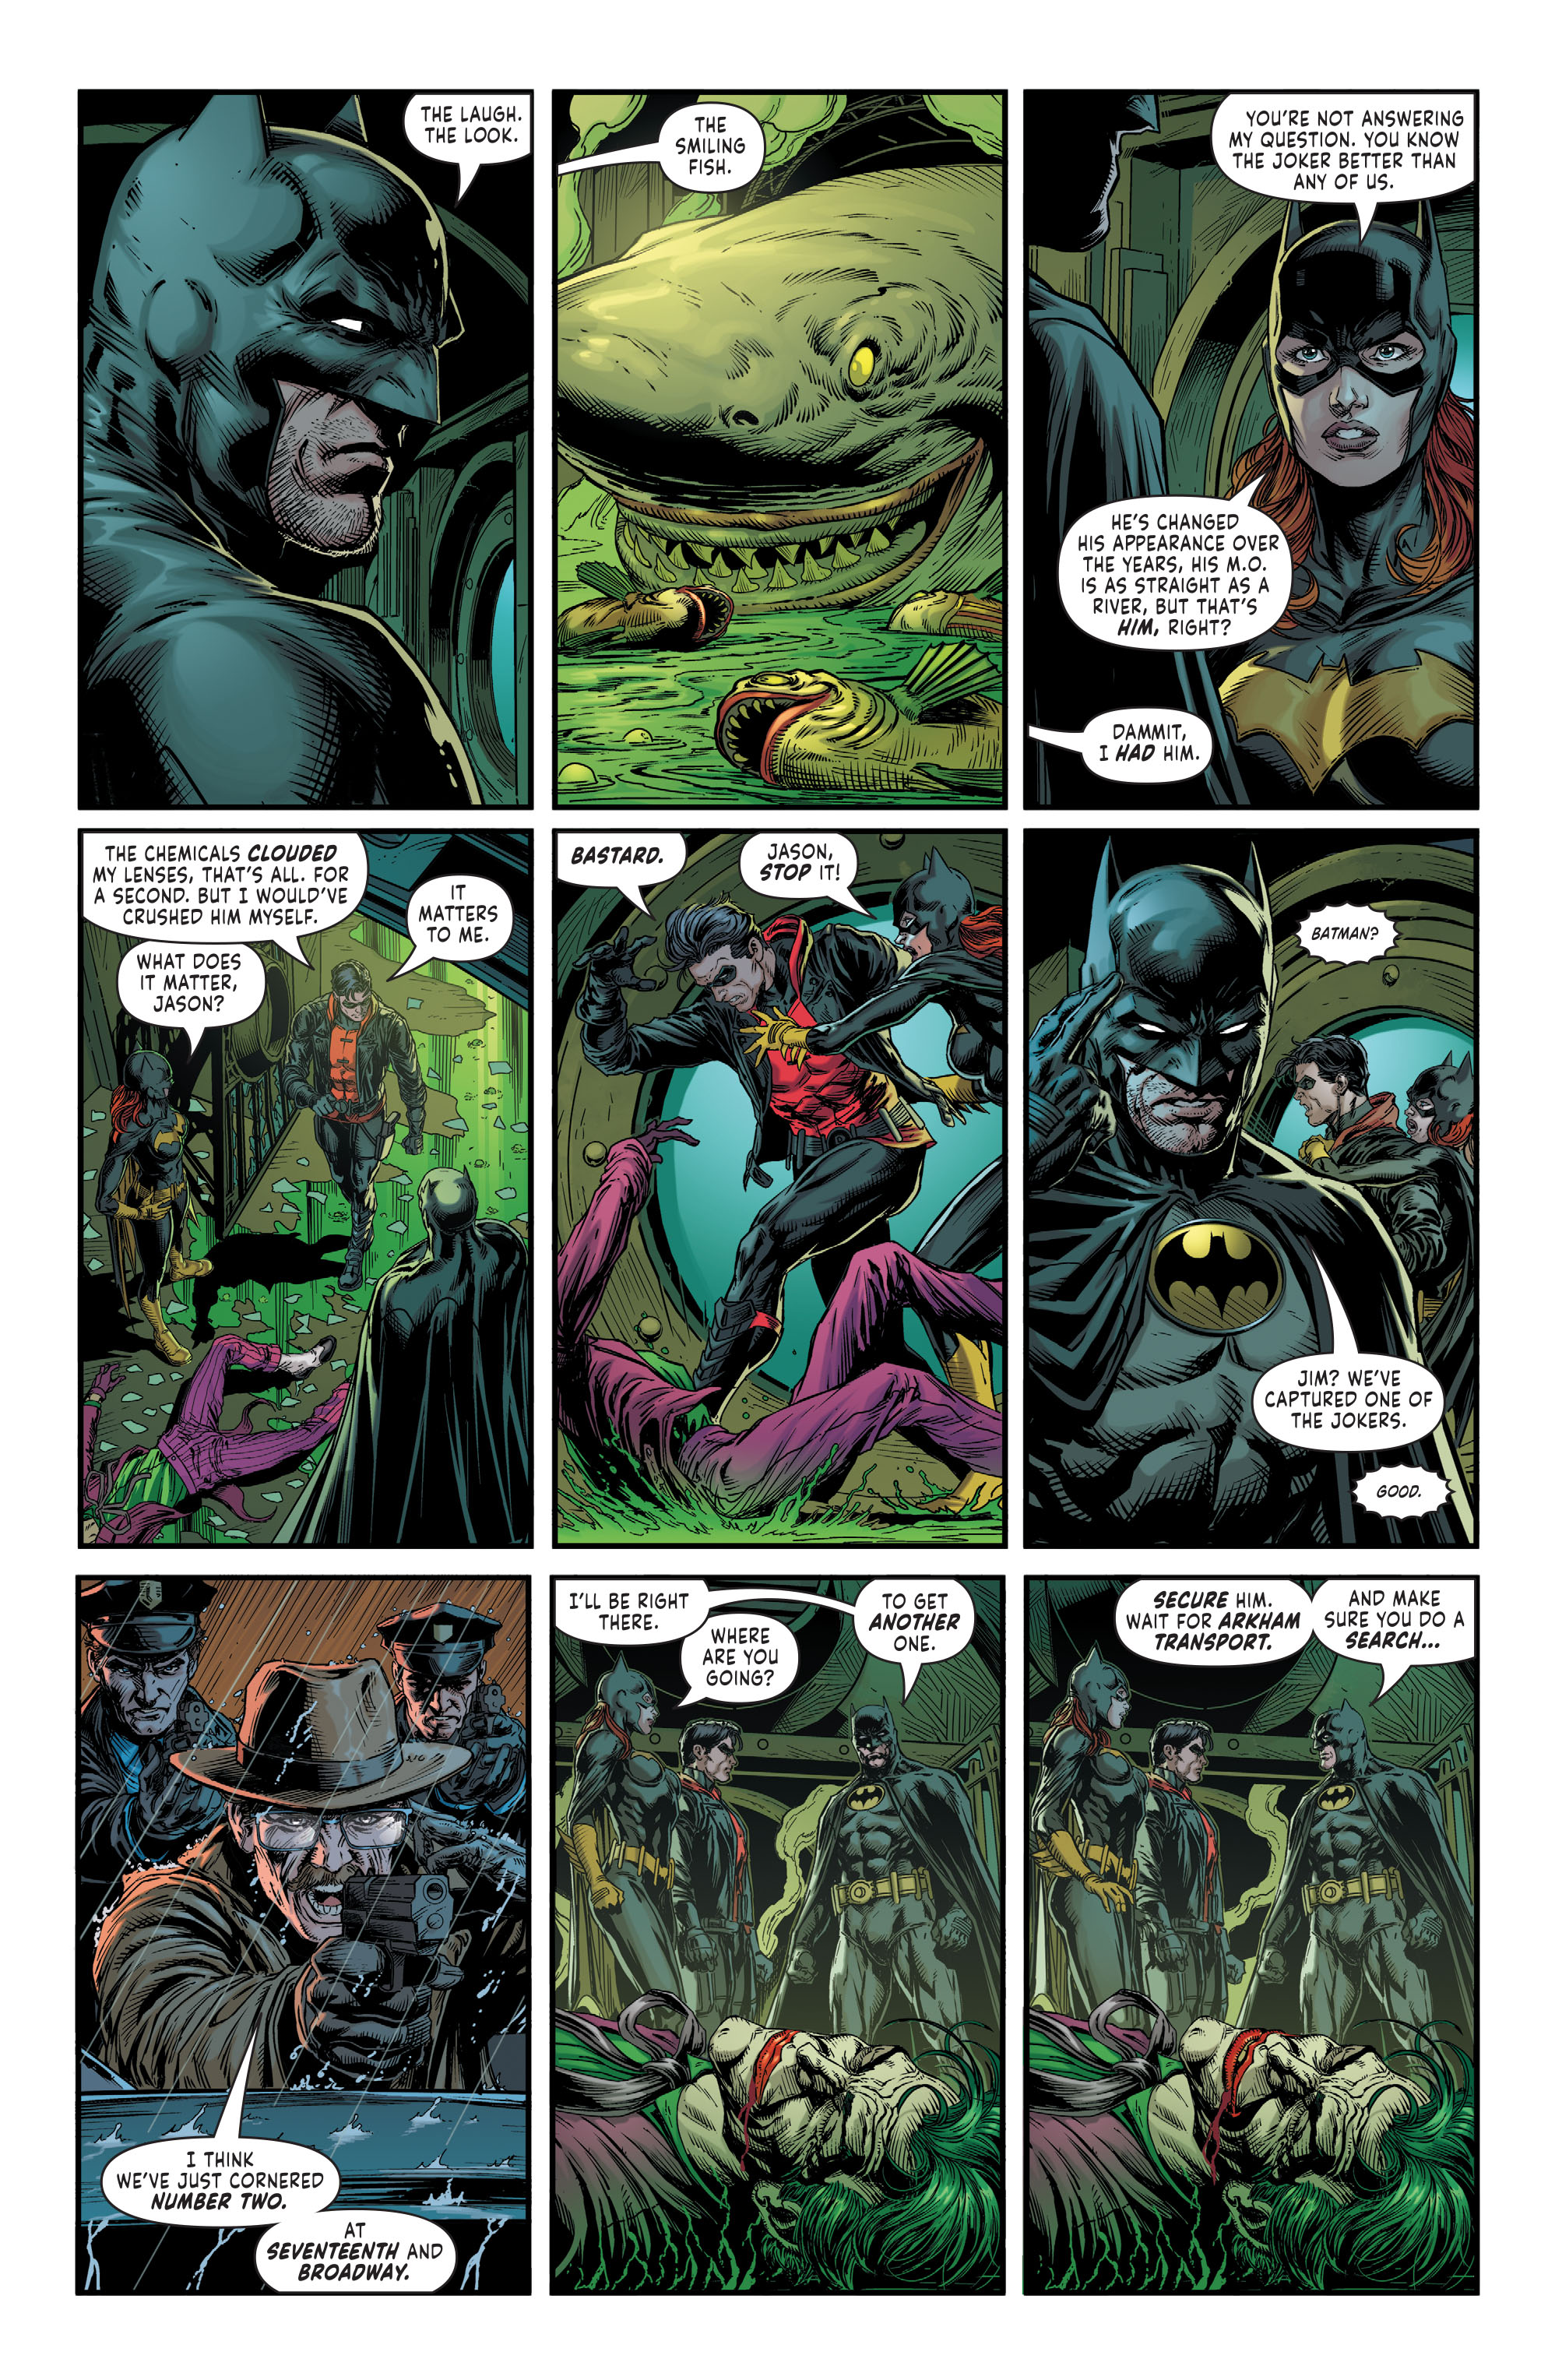 THE LAUGH.
THE LOOK.
THE
SMILING
FISH.
YOU'RE NOT ANSWERING
MY QUESTION. YOU KNOW
THE JOKER BETTER THAN
ANY OF US.
HE'S CHANGED
HIS APPEARANCE OVER
THE YEARS, HIS M.O.
IS AS STRAIGHT AS A
RIVER, BUT THAT'S
HIM, RIGHT?
DAMMIT,
I HAD HIM.
THE CHEMICALS CLOUDED
MY LENSES, THAT'S ALL. FOR
A SECOND. BUT I WOULD'VE
CRUSHED HIM MYSELF.
WHAT DOES
IT MATTER,
JASON?
IT
MATTERS
TO ME.
BASTARD.
JASON,
STOP IT!
BATMAN?
JIM? WE'VE
CAPTURED ONE OF
THE JOKERS.
GOOD.
I THINK
WE'VE JUST CORNERED
NUMBER TWO.
AT
SEVENTEENTH AND
BROADWAY.
I'LL BE RIGHT
THERE.
WHERE
ARE YOU
GOING?
TO GET
ANOTHER
ONE.
SECURE HIM.
WAIT FOR ARKHAM
TRANSPORT.
AND MAKE
SURE YOU DO A
SEARCH...